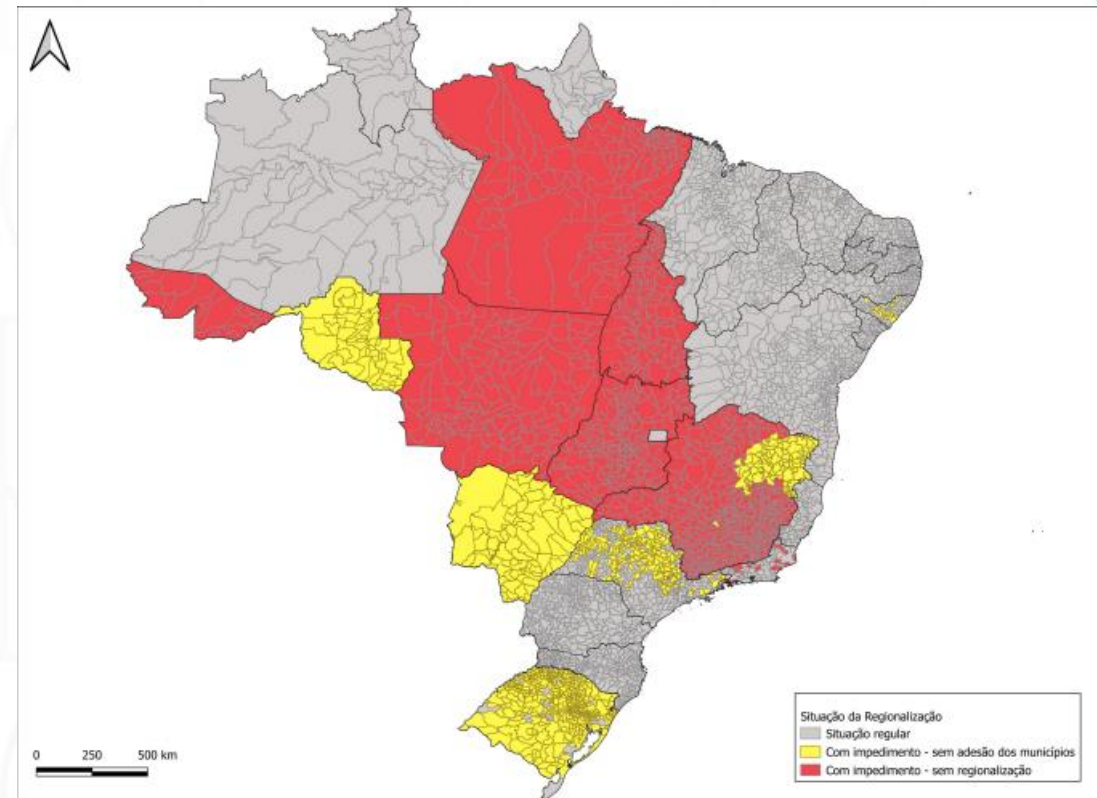 Situação da Regionalização
Situação regular
Com impedimento - sem adesão dos municípios
Com impedimento - sem regionalização
0 250 500 km